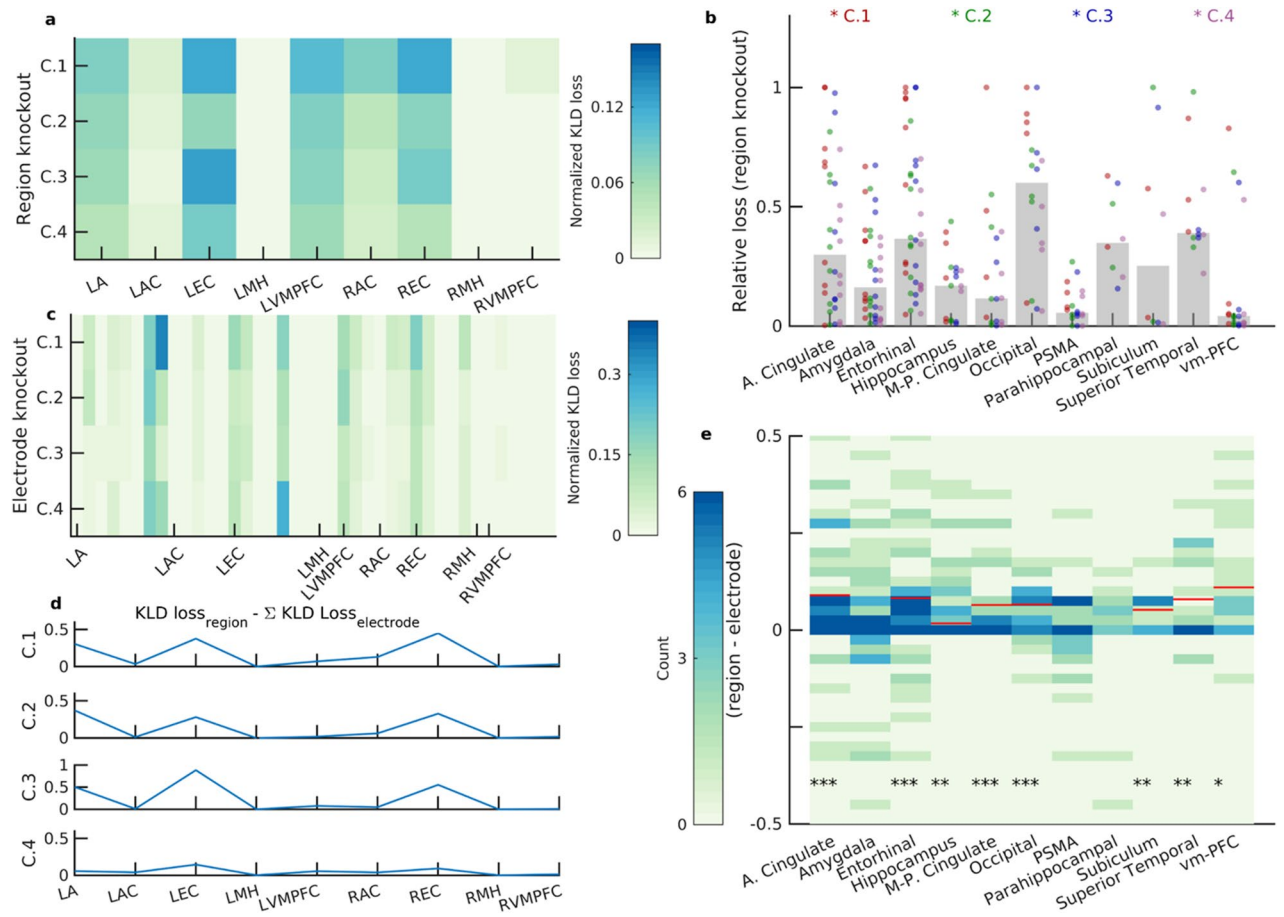 a
Region knockout
C.1
C.2
C.3
C.4
LA
LAC
LEC
LMH
LVMPFC
RAC
REC
RMH
RVMPFC
Normalized KLD loss
0.12
0.06
0
b
* C.1
* C.2
* C.3
* C.4
Relative loss (region knockout)
1
0.5
0
A. Cingulate
Amygdala
Entorhinal
Hippocampus
M-P. Cingulate
Occipital
PSMA
Parahippocampal
Subiculum
Superior Temporal
vm-PFC
c
Electrode knockout
C.1
C.2
C.3
C.4
LA
LAC
LEC
LMH
LVMPFC
RAC
REC
RMH
RVMPFC
Normalized KLD loss
0.3
0.15
0
d
KLD loss region - Σ KLD Loss electrode
C.1
0.5
0
C.2
0.5
0
C.3
1
0.5
0
C.4
0.5
0
LA
LAC
LEC
LMH
LVMPFC
RAC
REC
RMH
RVMPFC
e
Count
6
3
0
(region - electrode)
0.5
0
-0.5
*** *** ** *** *** ** ** *
A. Cingulate
Amygdala
Entorhinal
Hippocampus
M-P. Cingulate
Occipital
PSMA
Parahippocampal
Subiculum
Superior Temporal
vm-PFC